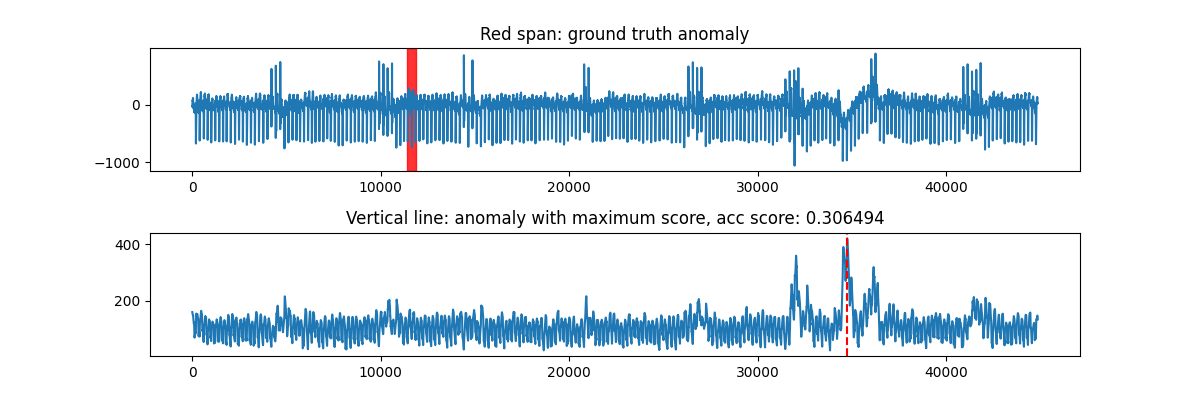 Red span: ground truth anomaly
0
−1000
0 10000 20000 30000 40000
Vertical line: anomaly with maximum score, acc score: 0.306494
400
200
0 10000 20000 30000 40000